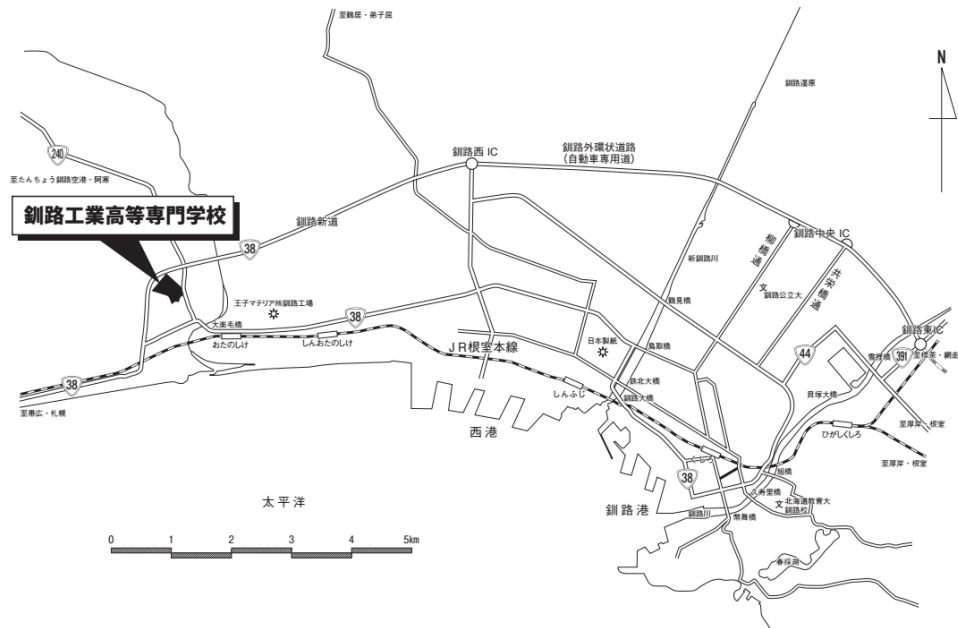 至鶴居・弟子屈
N
釧路湿原
240
釧路西 IC
釧路外環状道路
(自動車専用道)
至たんちょう釧路空港・阿寒
釧路工業高等専門学校
釧路新道
38
柳橋通
釧路中央 IC
新釧路川
共栄橋通
文
釧路公立大
鶴見橋
王子マテリア㈱釧路工場
38
大楽毛橋
おたのしけ
しんおたのしけ
JR根室本線
日本製紙
鳥取橋
44
釧路東IC
雪裡橋
391
至標茶・網走
38
至帯広・札幌
鉄北大橋
しんふじ
釧路大橋
貝塚大橋
西港
ひがしくしろ
至厚岸・根室
至厚岸・根室
くしろ
38
旭橋
久寿里橋
太平洋
釧路港
釧路川
幣舞橋
文
北海道教育大
釧路校
春採湖
0
1
2
3
4
5km